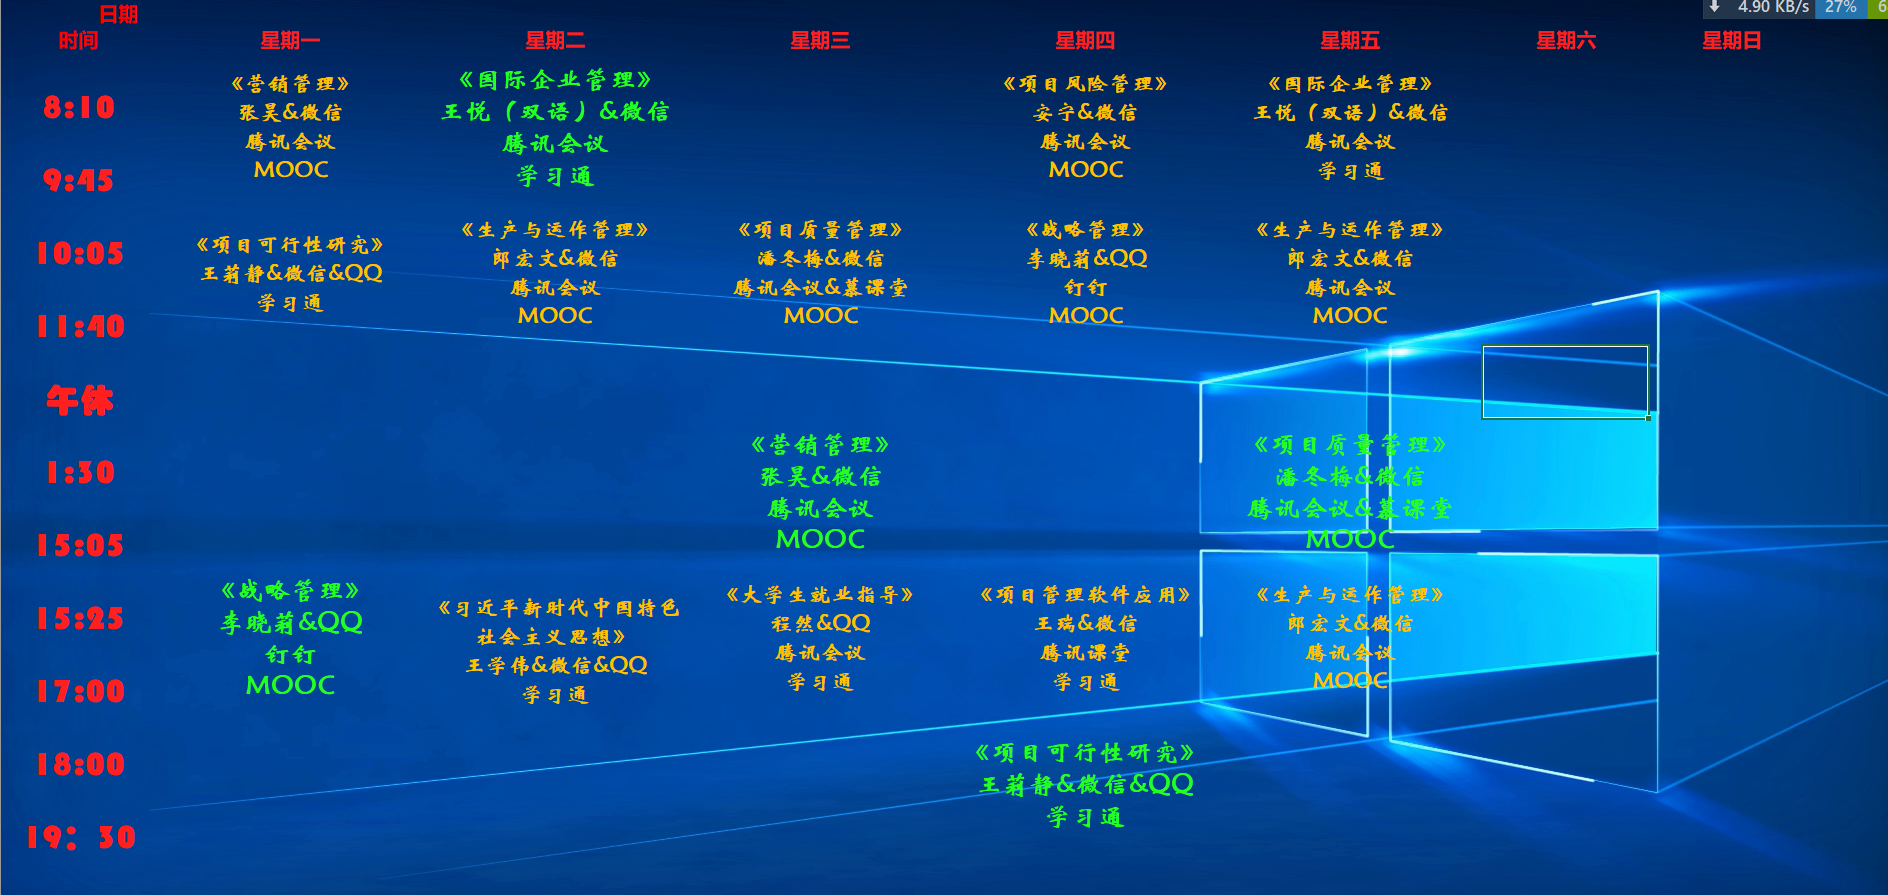 日期
4.90 KB/s 27% 6
时间 星期一 星期二 星期三 星期四 星期五 星期六 星期日
8:10
9:45
《营销管理》
张昊&微信
腾讯会议
MOOC
《国际企业管理》
王悦（双语）&微信
腾讯会议
学习通
《项目风险管理》
安宁&微信
腾讯会议
MOOC
《国际企业管理》
王悦（双语）&微信
腾讯会议
学习通
10:05
11:40
《项目可行性研究》
王莉静&微信&QQ
学习通
《生产与运作管理》
郎宏文&微信
腾讯会议
MOOC
《项目质量管理》
潘冬梅&微信
腾讯会议&慕课堂
MOOC
《战略管理》
李晓莉&QQ
钉钉
MOOC
《生产与运作管理》
郎宏文&微信
腾讯会议
MOOC
午休
1:30
15:05
《营销管理》
张昊&微信
腾讯会议
MOOC
《项目质量管理》
潘冬梅&微信
腾讯会议&慕课堂
MOOC
15:25
17:00
《战略管理》
李晓莉&QQ
钉钉
MOOC
《习近平新时代中国特色
社会主义思想》
王学伟&微信&QQ
学习通
《大学生就业指导》
程然&QQ
腾讯会议
学习通
《项目管理软件应用》
王瑞&微信
腾讯课堂
学习通
《生产与运作管理》
郎宏文&微信
腾讯会议
MOOC
18:00
19：30
《项目可行性研究》
王莉静&微信&QQ
学习通